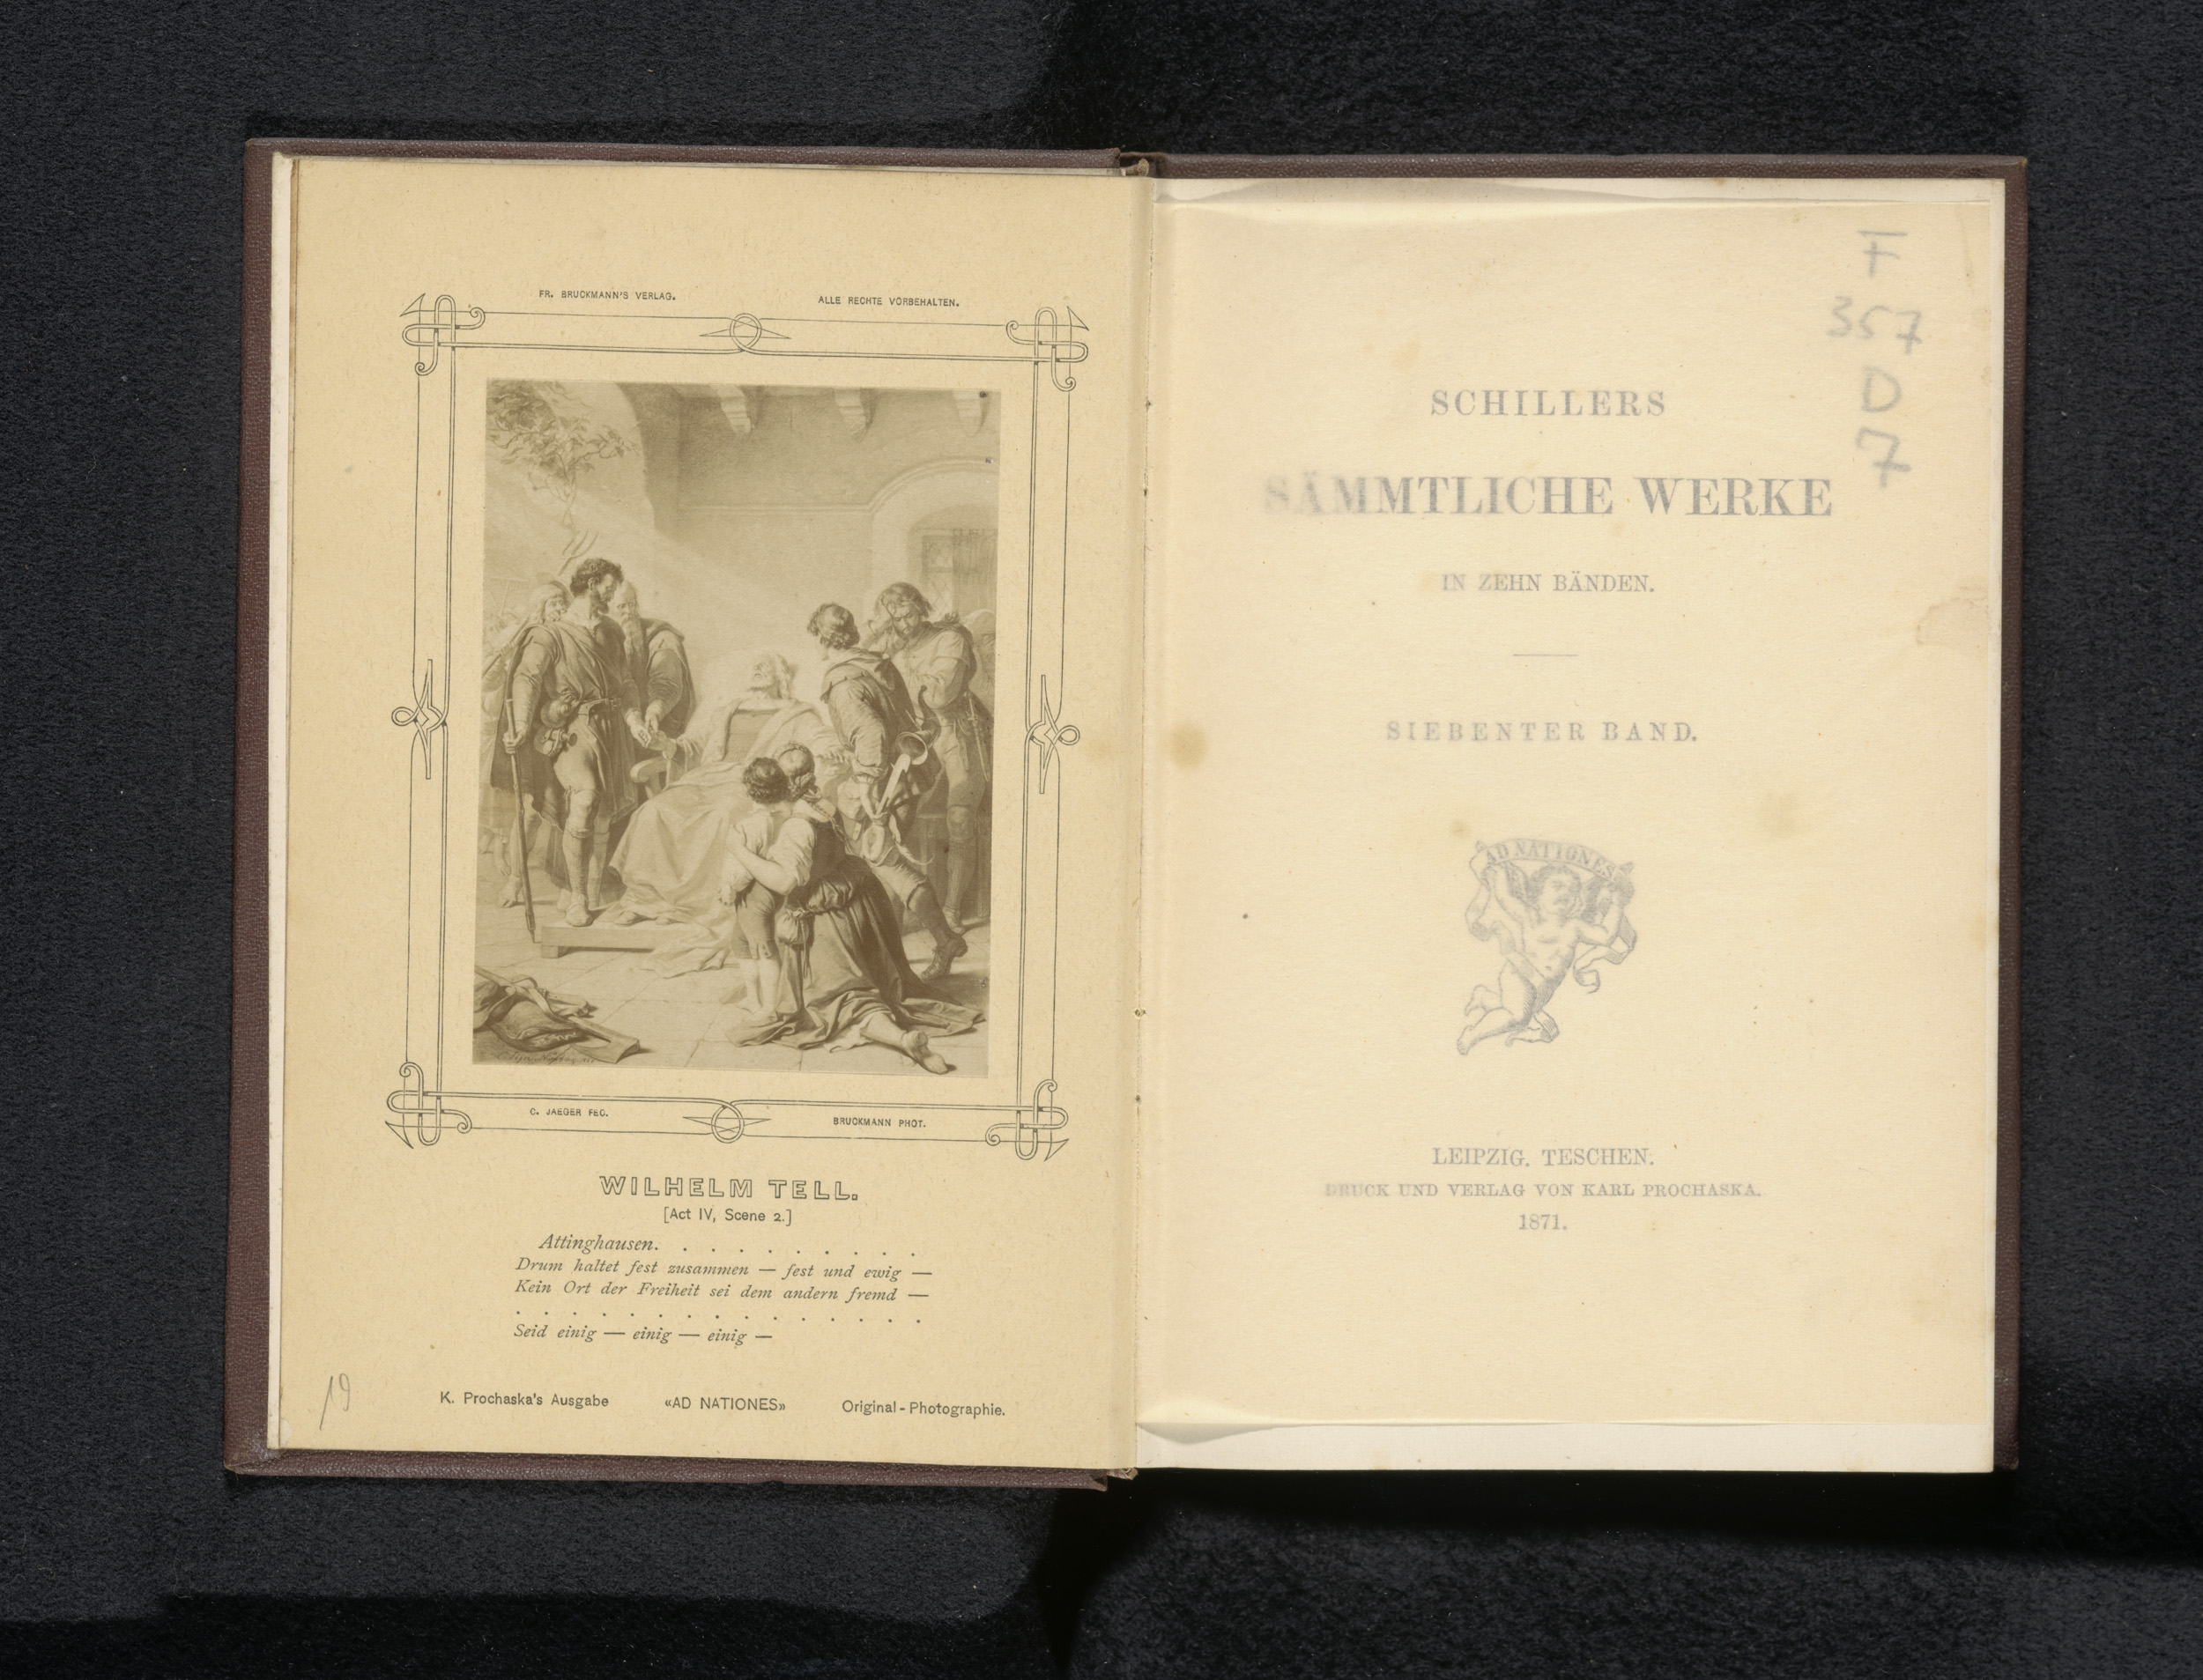 FR. BRUCKMANN'S VERLAG. ALLE RECHTE VORBEHALTEN.
C. JAEGER FEC. BRUCKMANN PHOT.
WILHELM TELL.
[Act IV, Scene 2.]
Attinghausen. . . . . . . . . .
Drum haltet fest zusammen — fest und ewig —
Kein Ort der Freiheit sei dem andern fremd —
. . . . . . . . . . . .
Seid einig — einig — einig —
19
K. Prochaska's Ausgabe «AD NATIONES» Original-Photographie.
F
357
D
7
SCHILLERS
SÄMMTLICHE WERKE
IN ZEHN BÄNDEN.
SIEBENTER BAND.
AD NATIONES
LEIPZIG. TESCHEN.
DRUCK UND VERLAG VON KARL PROCHASKA.
1871.